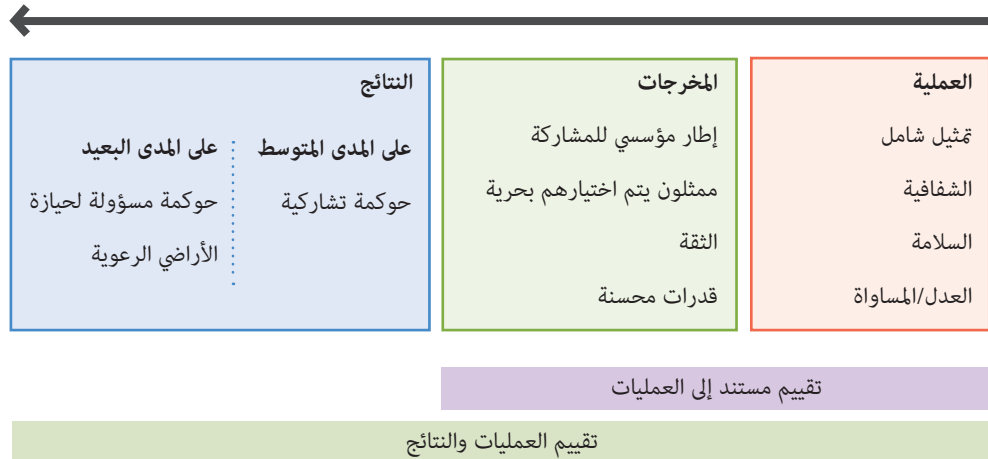 العملية
تمثيل شامل
الشفافية
السلامة
العدل/المساواة
المخرجات
إطار مؤسسي للمشاركة
ممثلون يتم اختيارهم بحرية
الثقة
قدرات محسنة
النتائج
على المدى المتوسط
حوكمة تشاركية
على المدى البعيد
حوكمة مسؤولة لحيازة
الأراضي الرعوية
تقييم مستند إلى العمليات
تقييم العمليات والنتائج